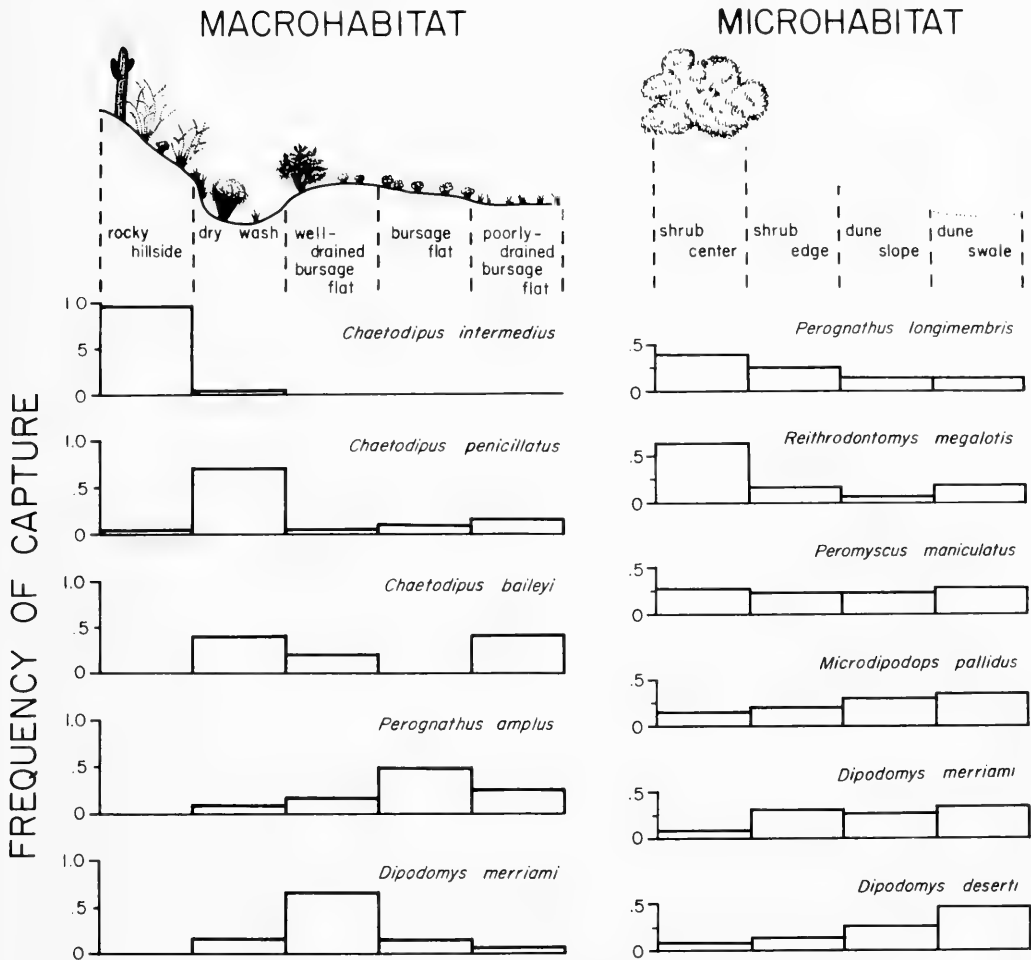 MACROHABITAT
rocky hillside
dry wash
well-drained bursage flat
bursage flat
poorly-drained bursage flat
FREQUENCY OF CAPTURE
1.0
.5
0
Chaetodipus intermedius
1.0
.5
0
Chaetodipus penicillatus
1.0
.5
0
Chaetodipus baileyi
1.0
.5
0
Perognathus amplus
1.0
.5
0
Dipodomys merriami
MICROHABITAT
shrub center
shrub edge
dune slope
dune swale
.5
0
Perognathus longimembris
.5
0
Reithrodontomys megalotis
.5
0
Peromyscus maniculatus
.5
0
Microdipodops pallidus
.5
0
Dipodomys merriami
.5
0
Dipodomys deserti